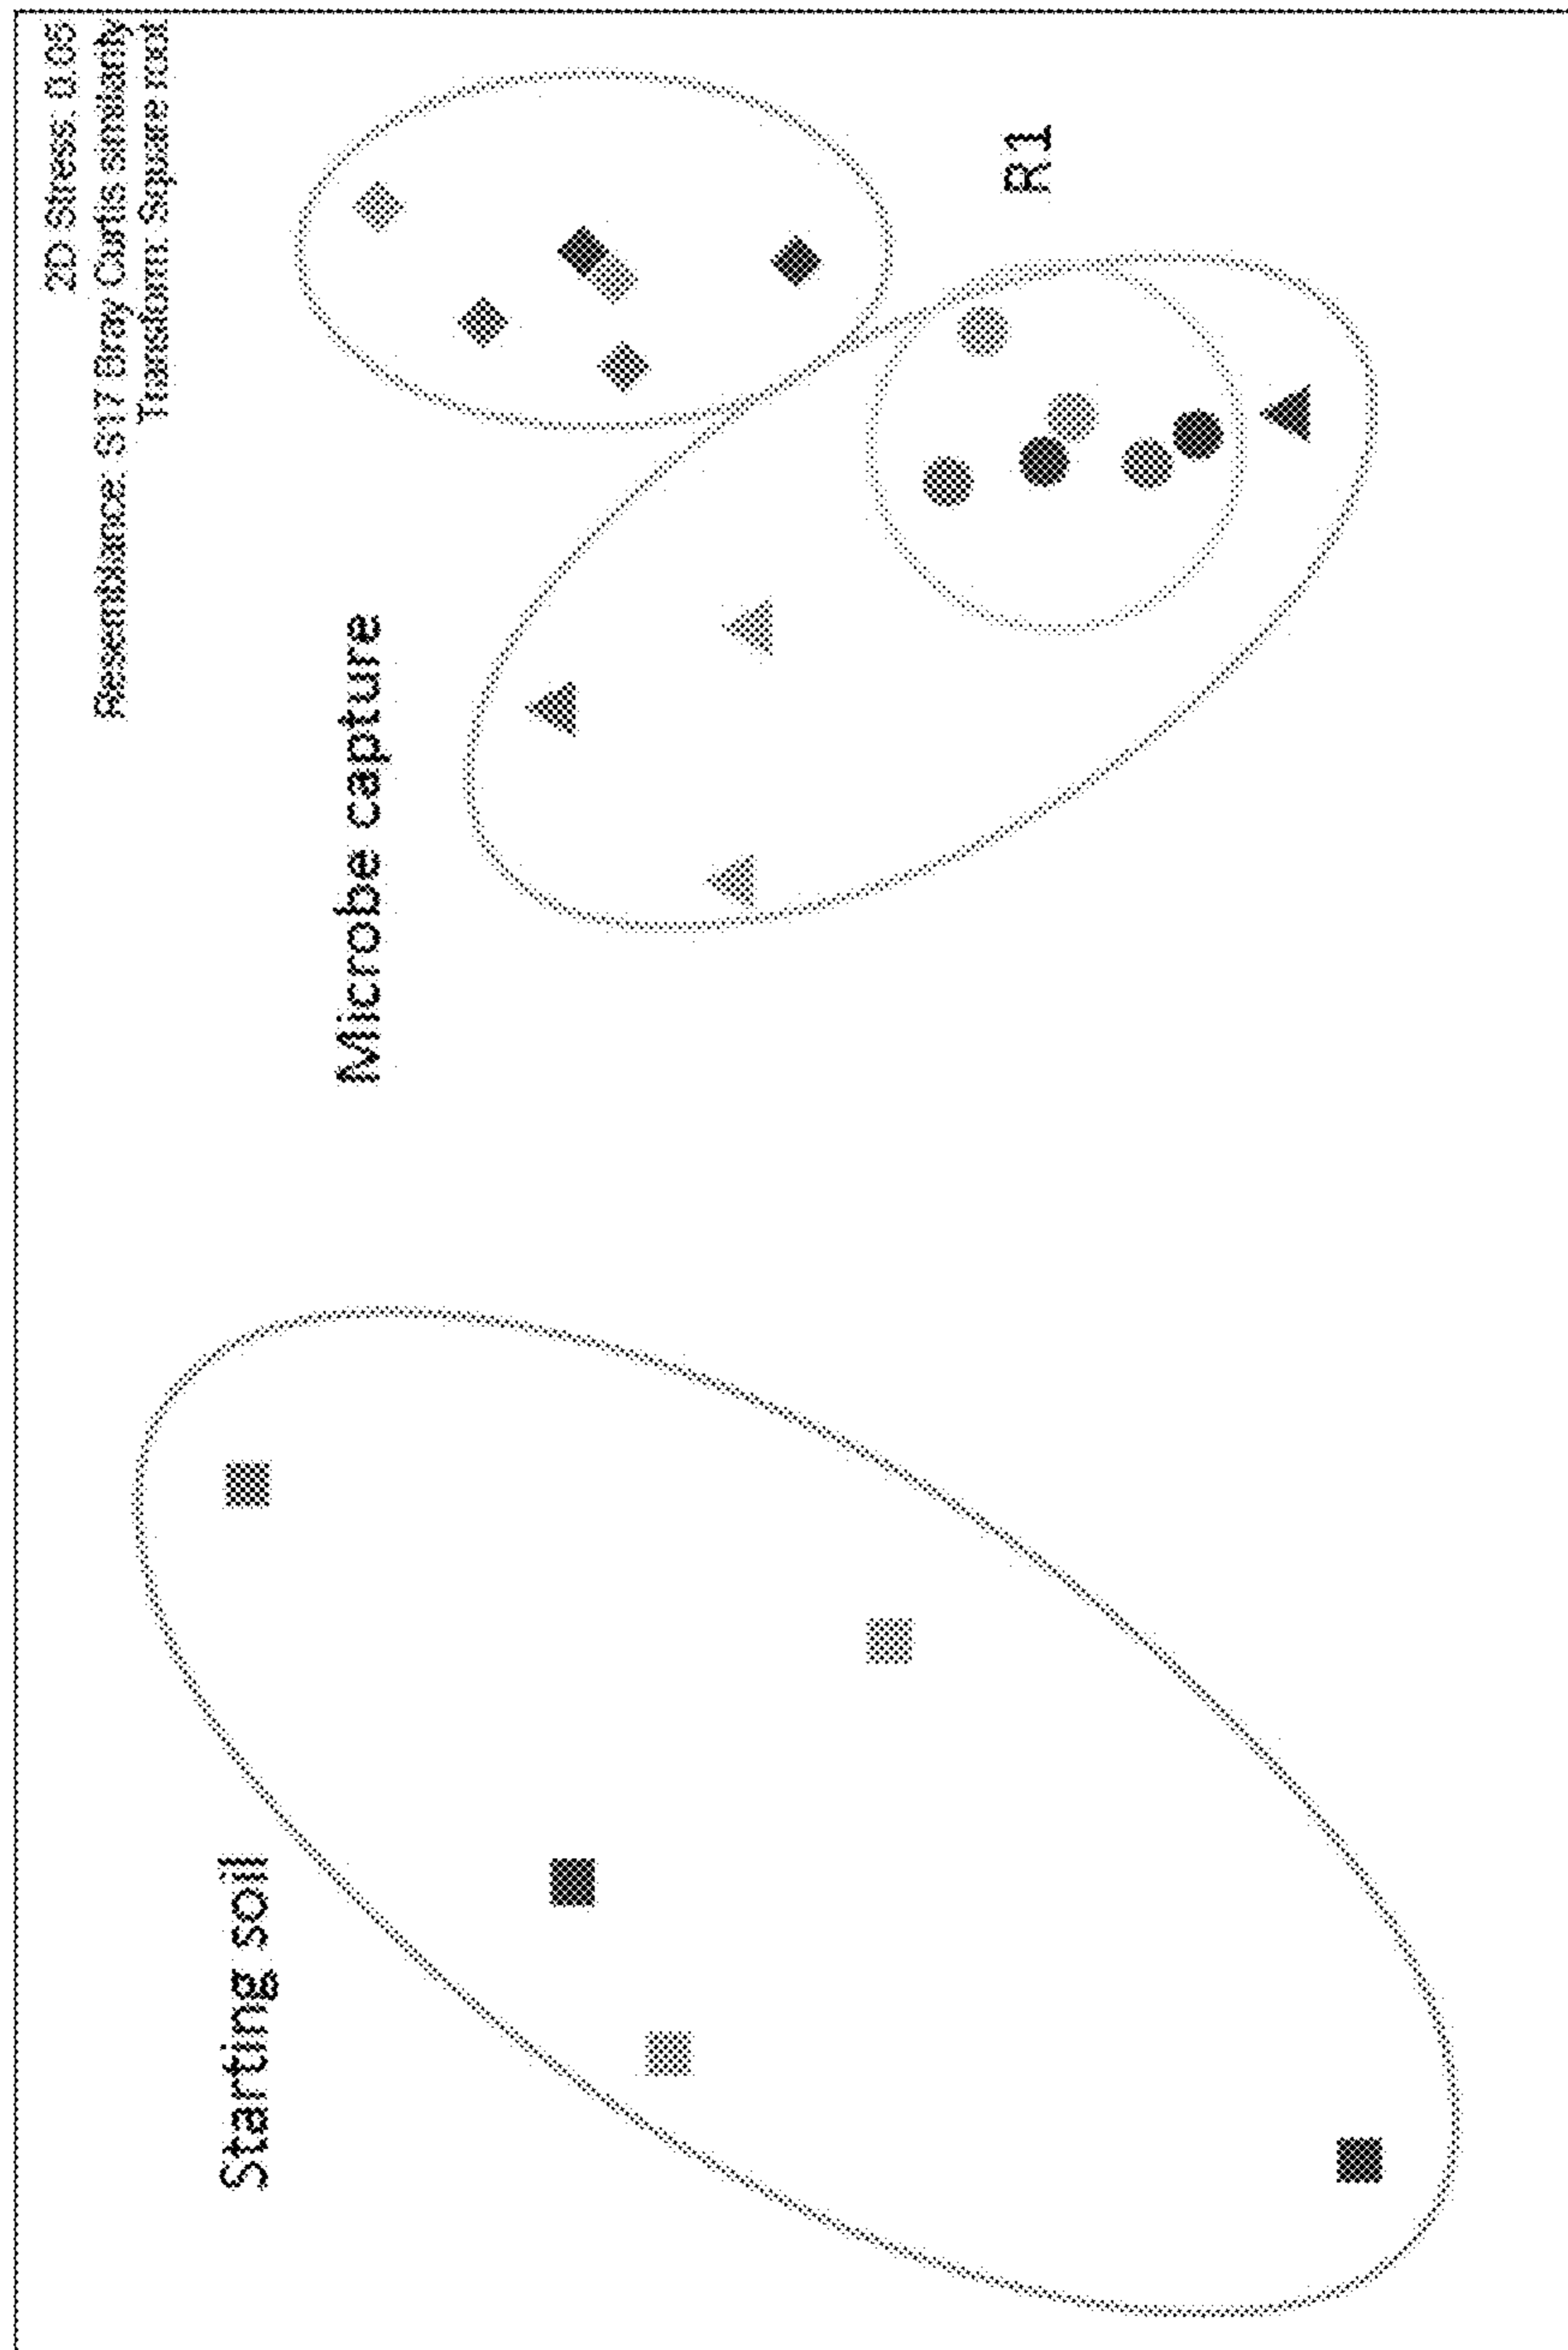 Transform: Square root
Resemblance: S17 Bray Curtis similarity
2D Stress: 0.05
Starting soil
Microbe capture
R1